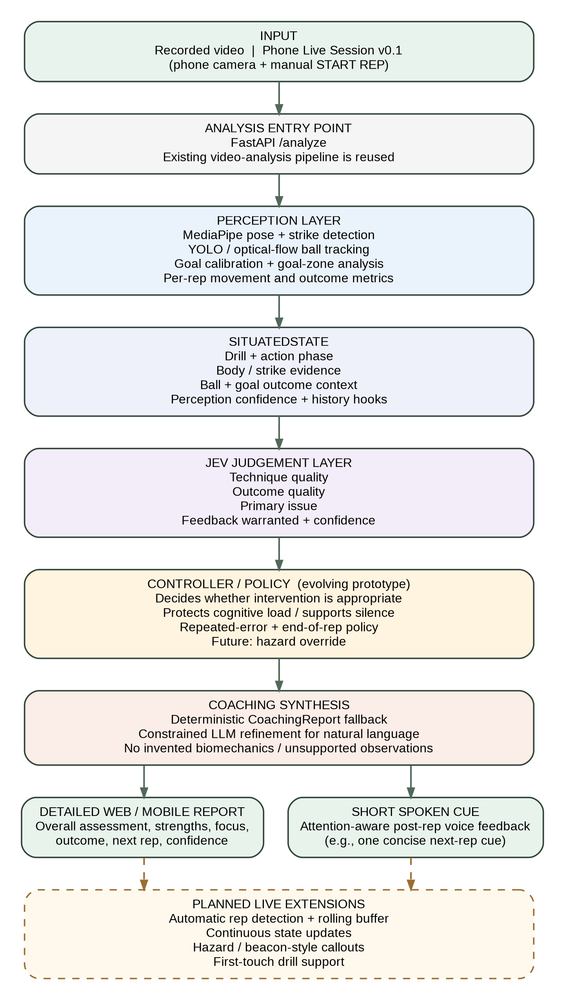 INPUT
Recorded video | Phone Live Session v0.1
(phone camera + manual START REP)
ANALYSIS ENTRY POINT
FastAPI /analyze
Existing video-analysis pipeline is reused
PERCEPTION LAYER
MediaPipe pose + strike detection
YOLO / optical-flow ball tracking
Goal calibration + goal-zone analysis
Per-rep movement and outcome metrics
SITUATEDSTATE
Drill + action phase
Body / strike evidence
Ball + goal outcome context
Perception confidence + history hooks
JEV JUDGEMENT LAYER
Technique quality
Outcome quality
Primary issue
Feedback warranted + confidence
CONTROLLER / POLICY (evolving prototype)
Decides whether intervention is appropriate
Protects cognitive load / supports silence
Repeated-error + end-of-rep policy
Future: hazard override
COACHING SYNTHESIS
Deterministic CoachingReport fallback
Constrained LLM refinement for natural language
No invented biomechanics / unsupported observations
DETAILED WEB / MOBILE REPORT
Overall assessment, strengths, focus,
outcome, next rep, confidence
SHORT SPOKEN CUE
Attention-aware post-rep voice feedback
(e.g., one concise next-rep cue)
PLANNED LIVE EXTENSIONS
Automatic rep detection + rolling buffer
Continuous state updates
Hazard / beacon-style callouts
First-touch drill support